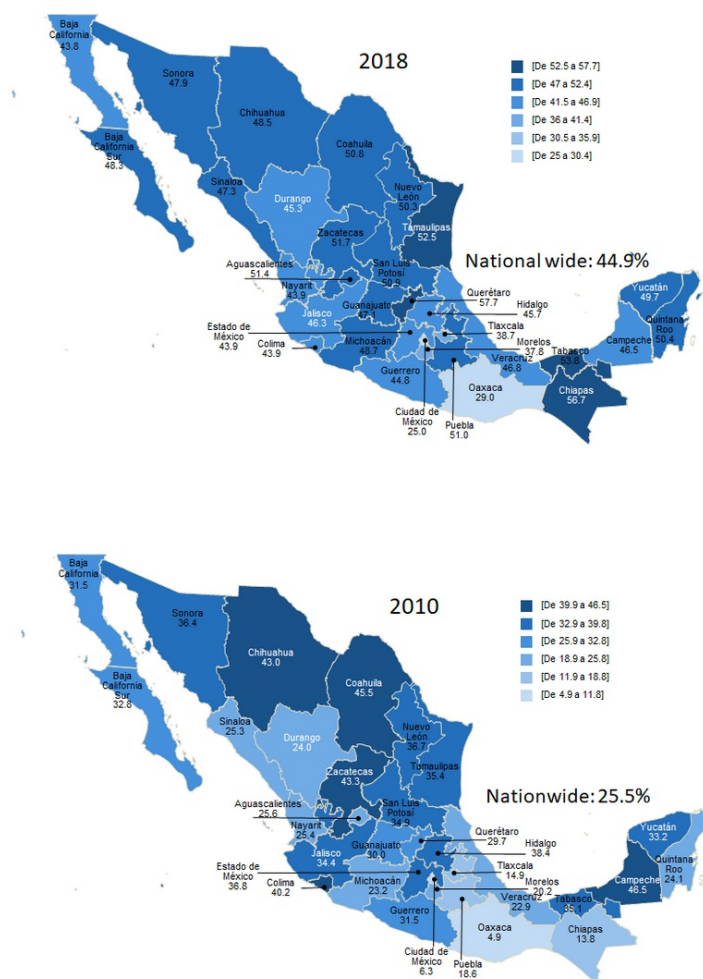 Baja
California
43.8
2018
[De 52.5 a 57.7]
[De 47 a 52.4]
[De 41.5 a 46.9]
[De 36 a 41.4]
[De 30.5 a 35.9]
[De 25 a 30.4]
Sonora
47.9
Chihuahua
48.5
Coahuila
50.8
Baja
California
Sur
48.3
Sinaloa
47.3
Durango
45.3
Nuevo
León
50.3
Tamaulipas
52.5
Zacatecas
51.7
National wide: 44.9%
Aguascalientes
51.4
San Luis
Potosí
50.9
Nayarit
43.9
Querétaro
57.7
Yucatán
49.7
Guanajuato
47.1
Hidalgo
45.7
Jalisco
46.3
Quintana
Roo
50.4
Estado de
México
43.9
Tlaxcala
38.7
Colima
43.9
Michoacán
48.7
Morelos
37.8
Campeche
46.5
Veracruz
46.8
Tabasco
53.8
Guerrero
44.8
Oaxaca
29.0
Chiapas
56.7
Ciudad de
México
25.0
Puebla
51.0
Baja
California
31.5
2010
[De 39.9 a 46.5]
[De 32.9 a 39.8]
[De 25.9 a 32.8]
[De 18.9 a 25.8]
[De 11.9 a 18.8]
[De 4.9 a 11.8]
Sonora
36.4
Chihuahua
43.0
Coahuila
45.5
Baja
California
Sur
32.8
Sinaloa
25.3
Durango
24.0
Nuevo
León
36.7
Tamaulipas
35.4
Zacatecas
43.3
Nationwide: 25.5%
Aguascalientes
25.6
San Luis
Potosí
34.9
Nayarit
25.4
Querétaro
29.7
Yucatán
33.2
Guanajuato
30.0
Hidalgo
38.4
Jalisco
34.4
Quintana
Roo
24.1
Estado de
México
36.8
Tlaxcala
14.9
Colima
40.2
Michoacán
23.2
Morelos
20.2
Campeche
46.5
Veracruz
22.9
Tabasco
35.1
Guerrero
31.5
Oaxaca
4.9
Chiapas
13.8
Ciudad de
México
6.3
Puebla
18.6